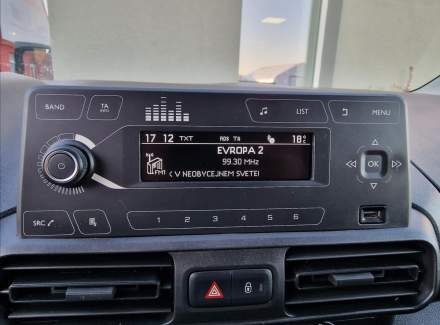 BAND
TA
INFO
LIST
MENU
17 12 TXT RDS TA 18
EVROPA 2
99.30 MHz
FM1
< V NEOBYCEJNEM SVETE!
OK
SRC
1 2 3 4 5 6